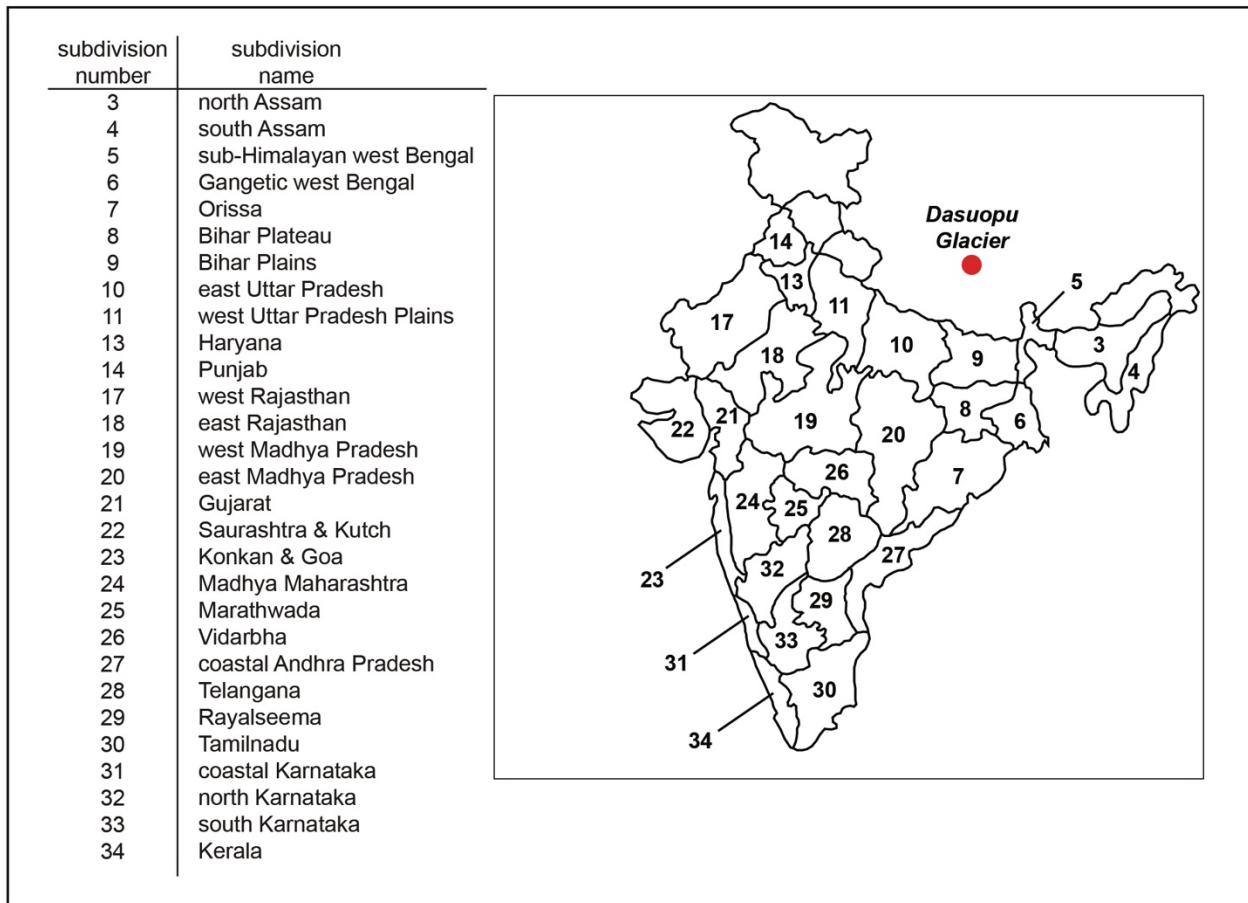 subdivision number subdivision name
3 north Assam
4 south Assam
5 sub-Himalayan west Bengal
6 Gangetic west Bengal
7 Orissa
8 Bihar Plateau
9 Bihar Plains
10 east Uttar Pradesh
11 west Uttar Pradesh Plains
13 Haryana
14 Punjab
17 west Rajasthan
18 east Rajasthan
19 west Madhya Pradesh
20 east Madhya Pradesh
21 Gujarat
22 Saurashtra & Kutch
23 Konkan & Goa
24 Madhya Maharashtra
25 Marathwada
26 Vidarbha
27 coastal Andhra Pradesh
28 Telangana
29 Rayalseema
30 Tamilnadu
31 coastal Karnataka
32 north Karnataka
33 south Karnataka
34 Kerala
Dasuopu
Glacier
14
13
5
11
17
10
3
18
9
4
21
8
22
19
6
20
26
7
24
25
28
27
23
32
29
33
31
30
34